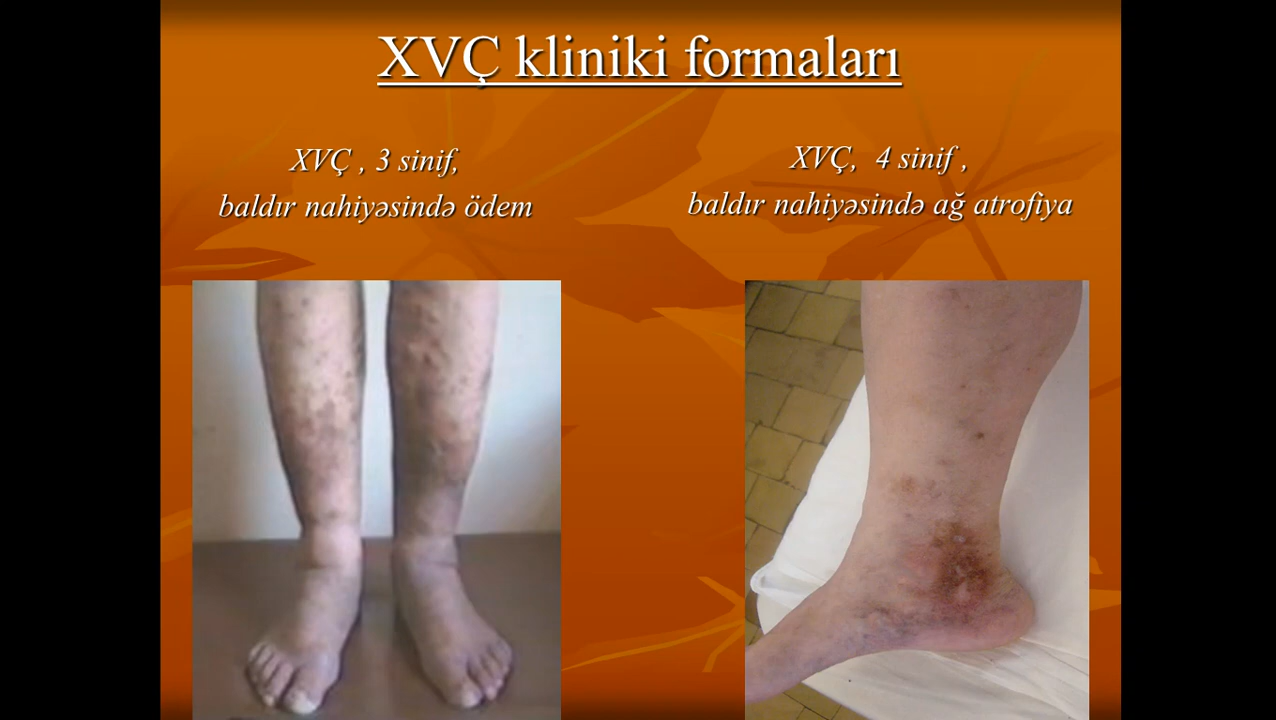 XVÇ kliniki formaları
XVÇ , 3 sinif,
baldır nahiyəsində ödem
XVÇ, 4 sinif ,
baldır nahiyəsində ağ atrofiya